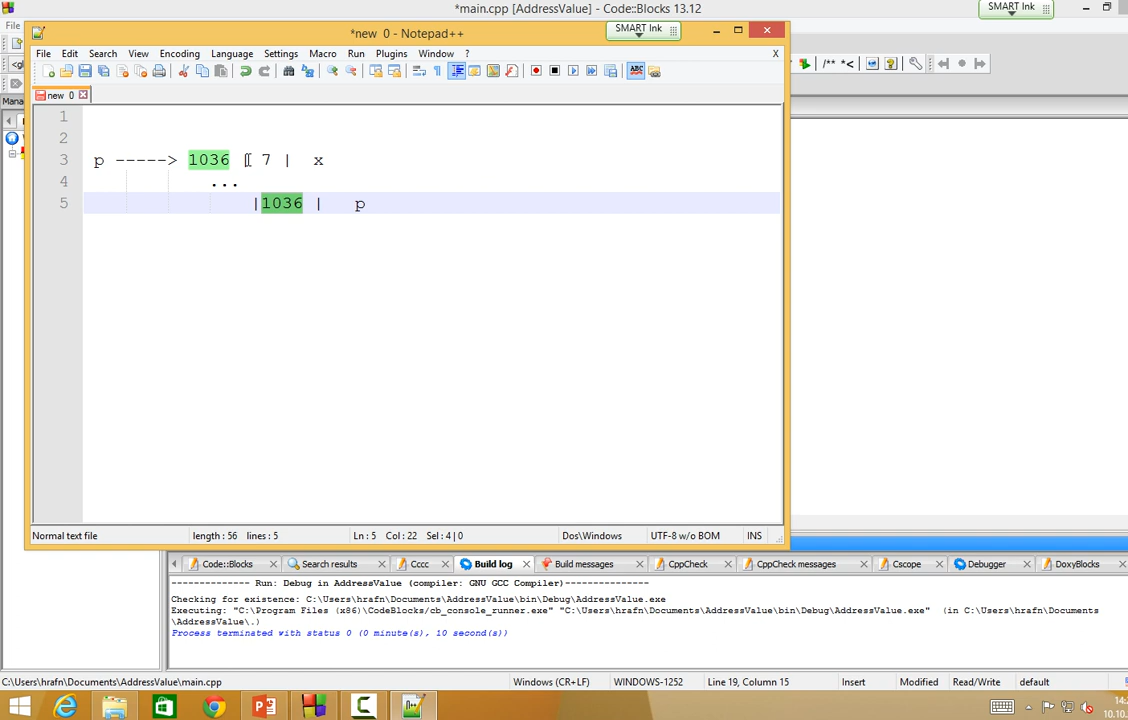 *main.cpp [AddressValue] - Code::Blocks 13.12
SMART Ink
File
*new 0 - Notepad++
SMART Ink
File Edit Search View Encoding Language Settings Macro Run Plugins Window ? X
/** *<
Mana
new 0
1
2
3 p -----> 1036 | 7 | x
4 ...
5 |1036 | p
Normal text file length : 56 lines : 5 Ln : 5 Col : 22 Sel : 4 | 0 Dos\Windows UTF-8 w/o BOM INS
Code::Blocks Search results Cccc Build log Build messages CppCheck CppCheck messages Cscope Debugger DoxyBlocks
-------------- Run: Debug in AddressValue (compiler: GNU GCC Compiler)---------------
Checking for existence: C:\Users\hrafn\Documents\AddressValue\bin\Debug\AddressValue.exe
Executing: "C:\Program Files (x86)\CodeBlocks/cb_console_runner.exe" "C:\Users\hrafn\Documents\AddressValue\bin\Debug\AddressValue.exe" (in C:\Users\hrafn\Documents
\AddressValue\.)
Process terminated with status 0 (0 minute(s), 10 second(s))
C:\Users\hrafn\Documents\AddressValue\main.cpp Windows (CR+LF) WINDOWS-1252 Line 19, Column 15 Insert Modified Read/Write default
14:
10.10.